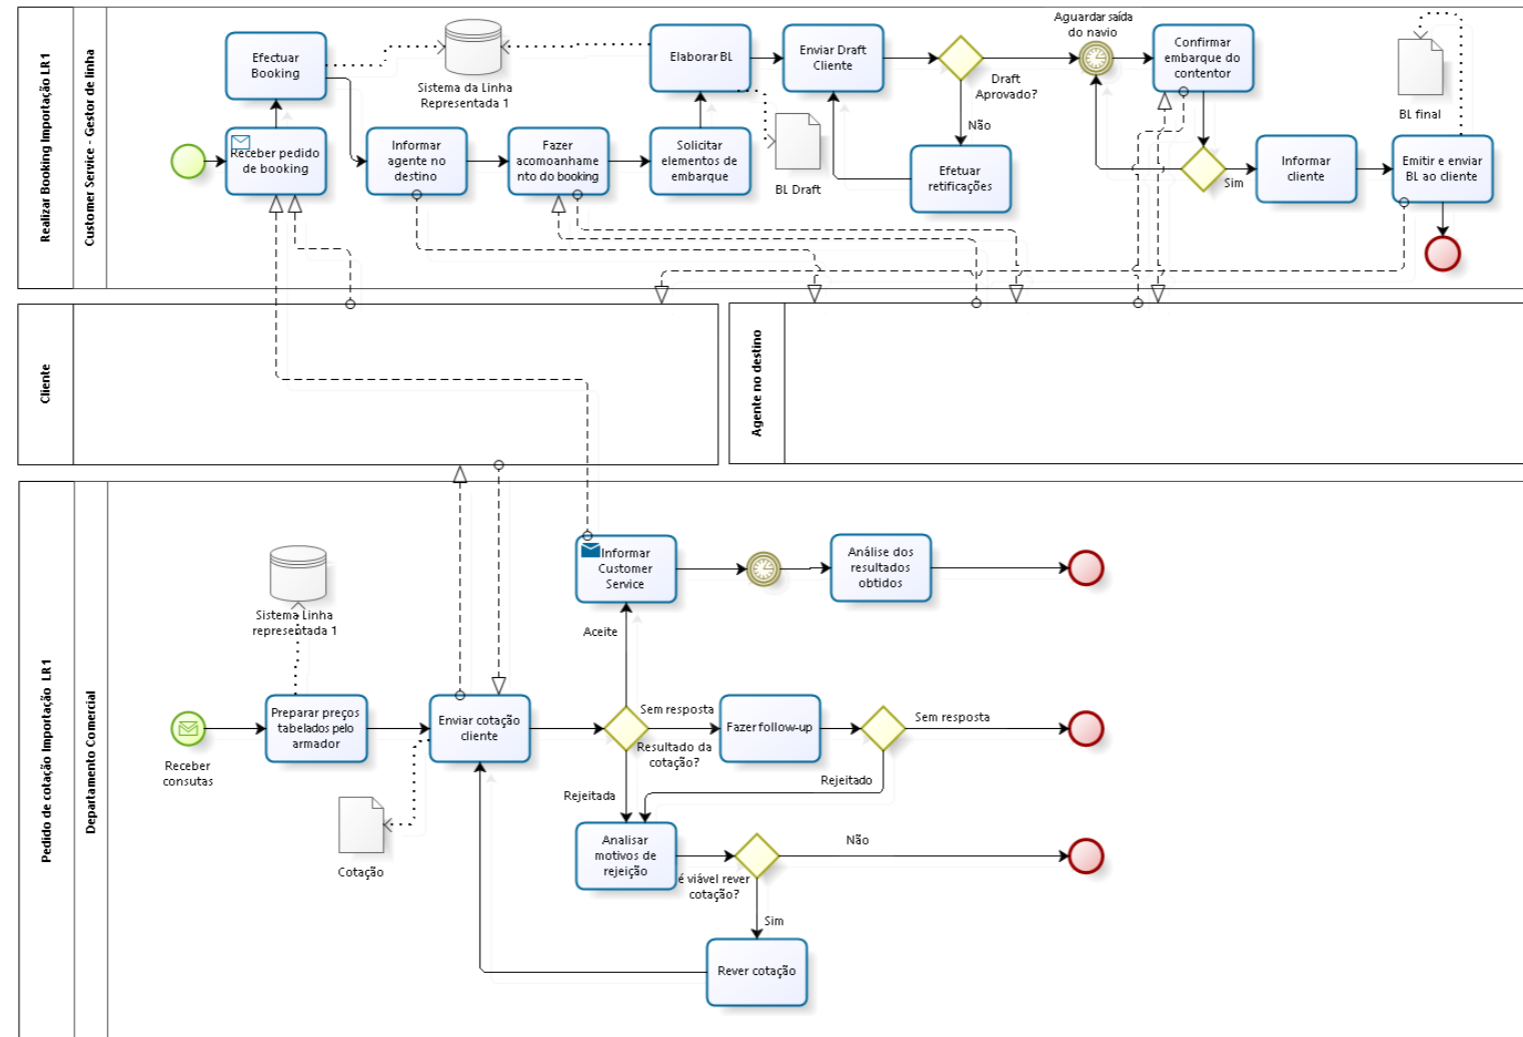 Realizar Booking Importação LR1
Customer Service - Gestor de linha
Efectuar
Booking
Receber pedido
de booking
Sistema da Linha
Representada 1
Informar
agente no
destino
Fazer
acomoanhame
nto do booking
Elaborar BL
Solicitar
elementos de
embarque
BL Draft
Enviar Draft
Cliente
Draft
Aprovado?
Não
Efetuar
retificações
Aguardar saída
do navio
Confirmar
embarque do
contentor
Sim
Informar
cliente
BL final
Emitir e enviar
BL ao cliente
Cliente
Agente no destino
Pedido de cotação Importação LR1
Departamento Comercial
Receber
consutas
Sistema Linha
representada 1
Preparar preços
tabelados pelo
armador
Enviar cotação
cliente
Cotação
Informar
Customer
Service
Análise dos
resultados
obtidos
Aceite
Sem resposta
Resultado da
cotação?
Fazer follow-up
Sem resposta
Rejeitado
Rejeitada
Analisar
motivos de
rejeição
é viável rever
cotação?
Não
Sim
Rever cotação